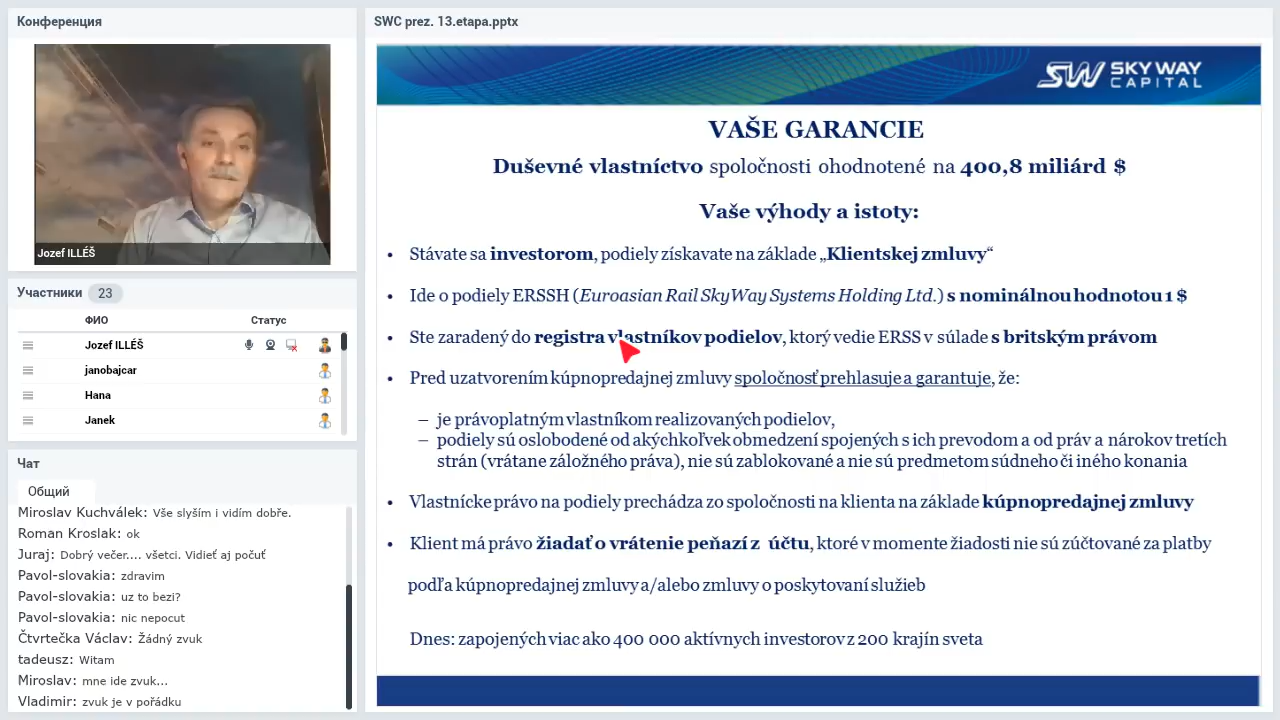 Конференция
Jozef ILLÉŠ
Участники 23
ФИО Статус
Jozef ILLÉŠ
janobajcar
Hana
Janek
Чат
Общий
Miroslav Kuchválek: Vše slyším i vidím dobře.
Roman Kroslak: ok
Juraj: Dobrý večer.... všetci. Vidieť aj počuť
Pavol-slovakia: zdravim
Pavol-slovakia: uz to bezi?
Pavol-slovakia: nic nepocut
Čtvrtečka Václav: Žádný zvuk
tadeusz: Witam
Miroslav: mne ide zvuk...
Vladimir: zvuk je v pořádku
SWC prez. 13.etapa.pptx
SW SKY WAY
CAPITAL
VAŠE GARANCIE
Duševné vlastníctvo spoločnosti ohodnotené na 400,8 miliárd $
Vaše výhody a istoty:
• Stávate sa investorom, podiely získavate na základe „Klientskej zmluvy“
• Ide o podiely ERSSH (Euroasian Rail SkyWay Systems Holding Ltd.) s nominálnou hodnotou 1 $
• Ste zaradený do registra vlastníkov podielov, ktorý vedie ERSS v súlade s britským právom
• Pred uzatvorením kúpnopredajnej zmluvy spoločnosť prehlasuje a garantuje, že:
– je právoplatným vlastníkom realizovaných podielov,
– podiely sú oslobodené od akýchkoľvek obmedzení spojených s ich prevodom a od práv a nárokov tretích
strán (vrátane záložného práva), nie sú zablokované a nie sú predmetom súdneho či iného konania
• Vlastnícke právo na podiely prechádza zo spoločnosti na klienta na základe kúpnopredajnej zmluvy
• Klient má právo žiadať o vrátenie peňazí z účtu, ktoré v momente žiadosti nie sú zúčtované za platby
podľa kúpnopredajnej zmluvy a/alebo zmluvy o poskytovaní služieb
Dnes: zapojených viac ako 400 000 aktívnych investorov z 200 krajín sveta